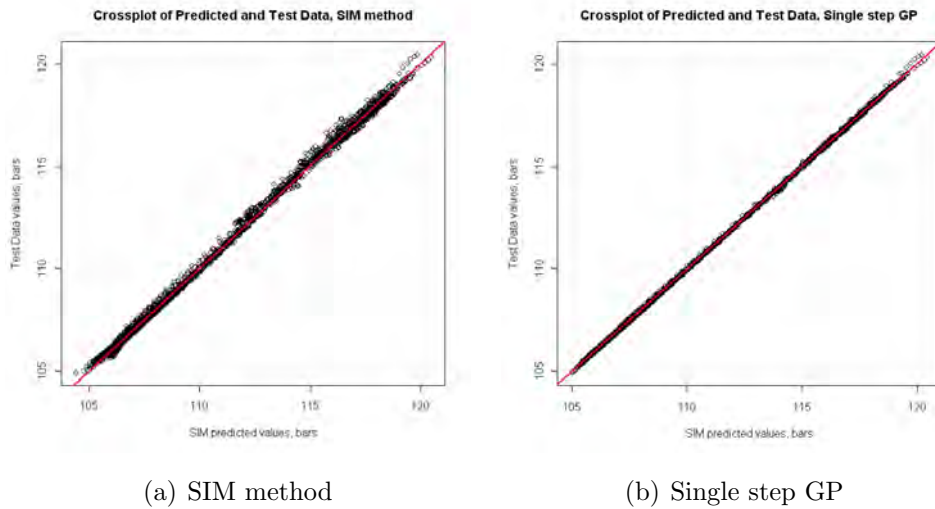 Crossplot of Predicted and Test Data, SIM method
Test Data values, bars
120
115
110
105
105 110 115 120
SIM predicted values, bars
(a) SIM method
Crossplot of Predicted and Test Data, Single step GP
Test Data values, bars
120
115
110
105
105 110 115 120
SIM predicted values, bars
(b) Single step GP